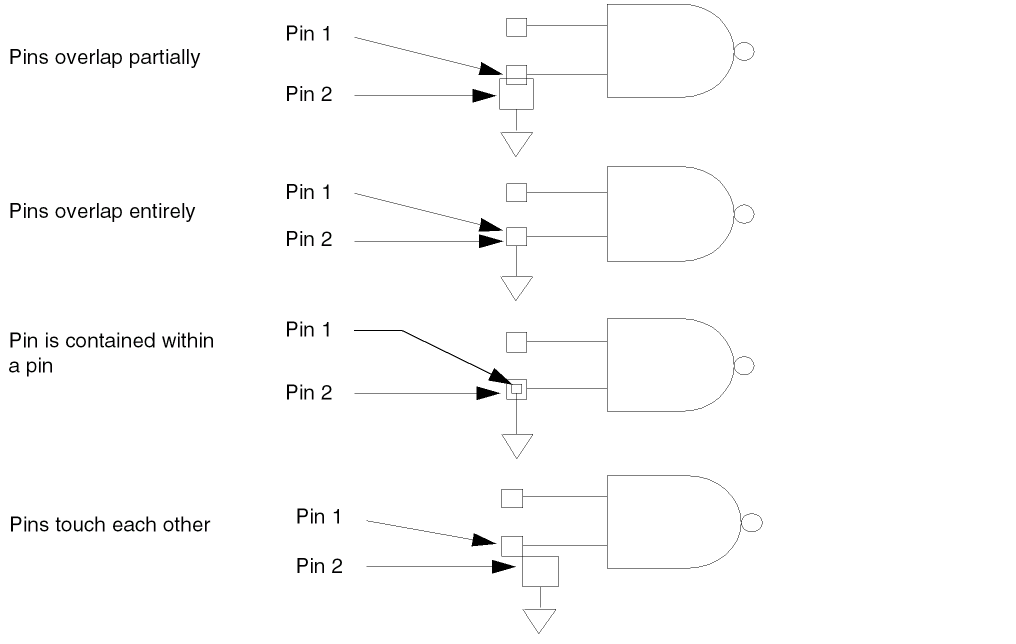 Pin 1
Pins overlap partially
Pin 2
Pin 1
Pins overlap entirely
Pin 2
Pin 1
Pin is contained within
a pin
Pin 2
Pin 1
Pins touch each other
Pin 2